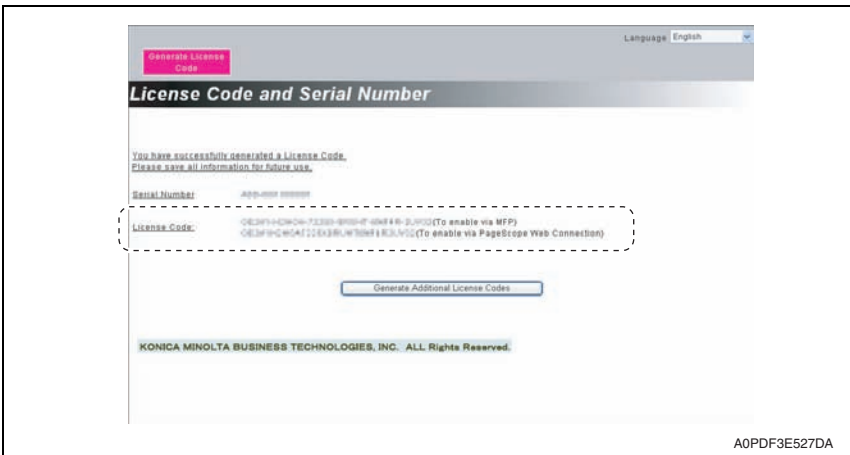 Language English
Generate License
Code
License Code and Serial Number
You have successfully generated a License Code.
Please save all information for future use.
Serial Number
License Code:
(To enable via MFP)
(To enable via PageScope Web Connection)
Generate Additional License Codes
KONICA MINOLTA BUSINESS TECHNOLOGIES, INC. ALL Rights Reserved.
A0PDF3E527DA